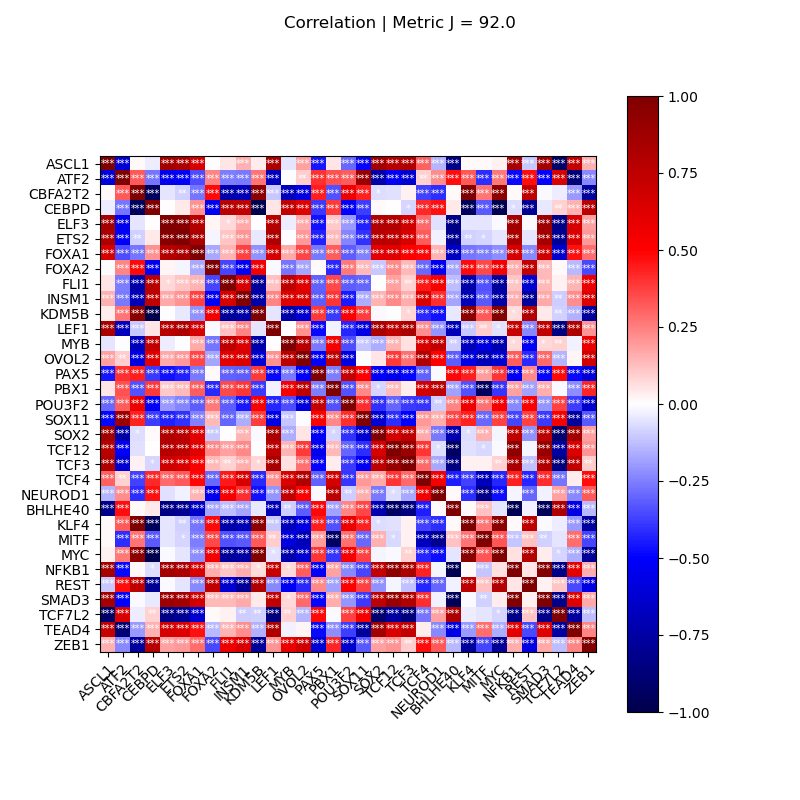 Correlation | Metric J = 92.0
ASCL1
ATF2
CBFA2T2
CEBPD
ELF3
ETS2
FOXA1
FOXA2
FLI1
INSM1
KDM5B
LEF1
MYB
OVOL2
PAX5
PBX1
POU3F2
SOX11
SOX2
TCF12
TCF3
TCF4
NEUROD1
BHLHE40
KLF4
MITF
MYC
NFKB1
REST
SMAD3
TCF7L2
TEAD4
ZEB1
ASCL1
ATF2
CBFA2T2
CEBPD
ELF3
ETS2
FOXA1
FOXA2
FLI1
INSM1
KDM5B
LEF1
MYB
OVOL2
PAX5
PBX1
POU3F2
SOX11
SOX2
TCF12
TCF3
TCF4
NEUROD1
BHLHE40
KLF4
MITF
MYC
NFKB1
REST
SMAD3
TCF7L2
TEAD4
ZEB1
1.00
0.75
0.50
0.25
0.00
−0.25
−0.50
−0.75
−1.00